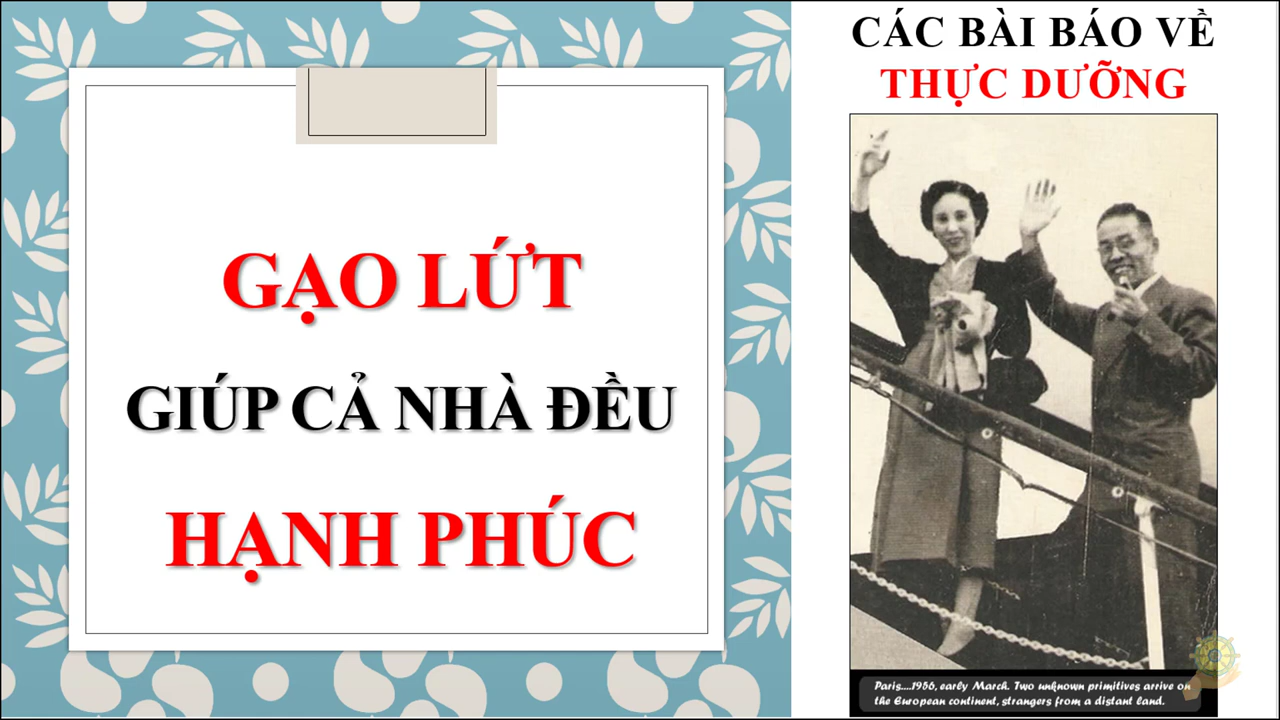 GẠO LỨT
GIÚP CẢ NHÀ ĐỀU
HẠNH PHÚC
CÁC BÀI BÁO VỀ
THỰC DƯỠNG
Paris....1956, early March. Two unknown primitives arrive on
the European continent, strangers from a distant land.